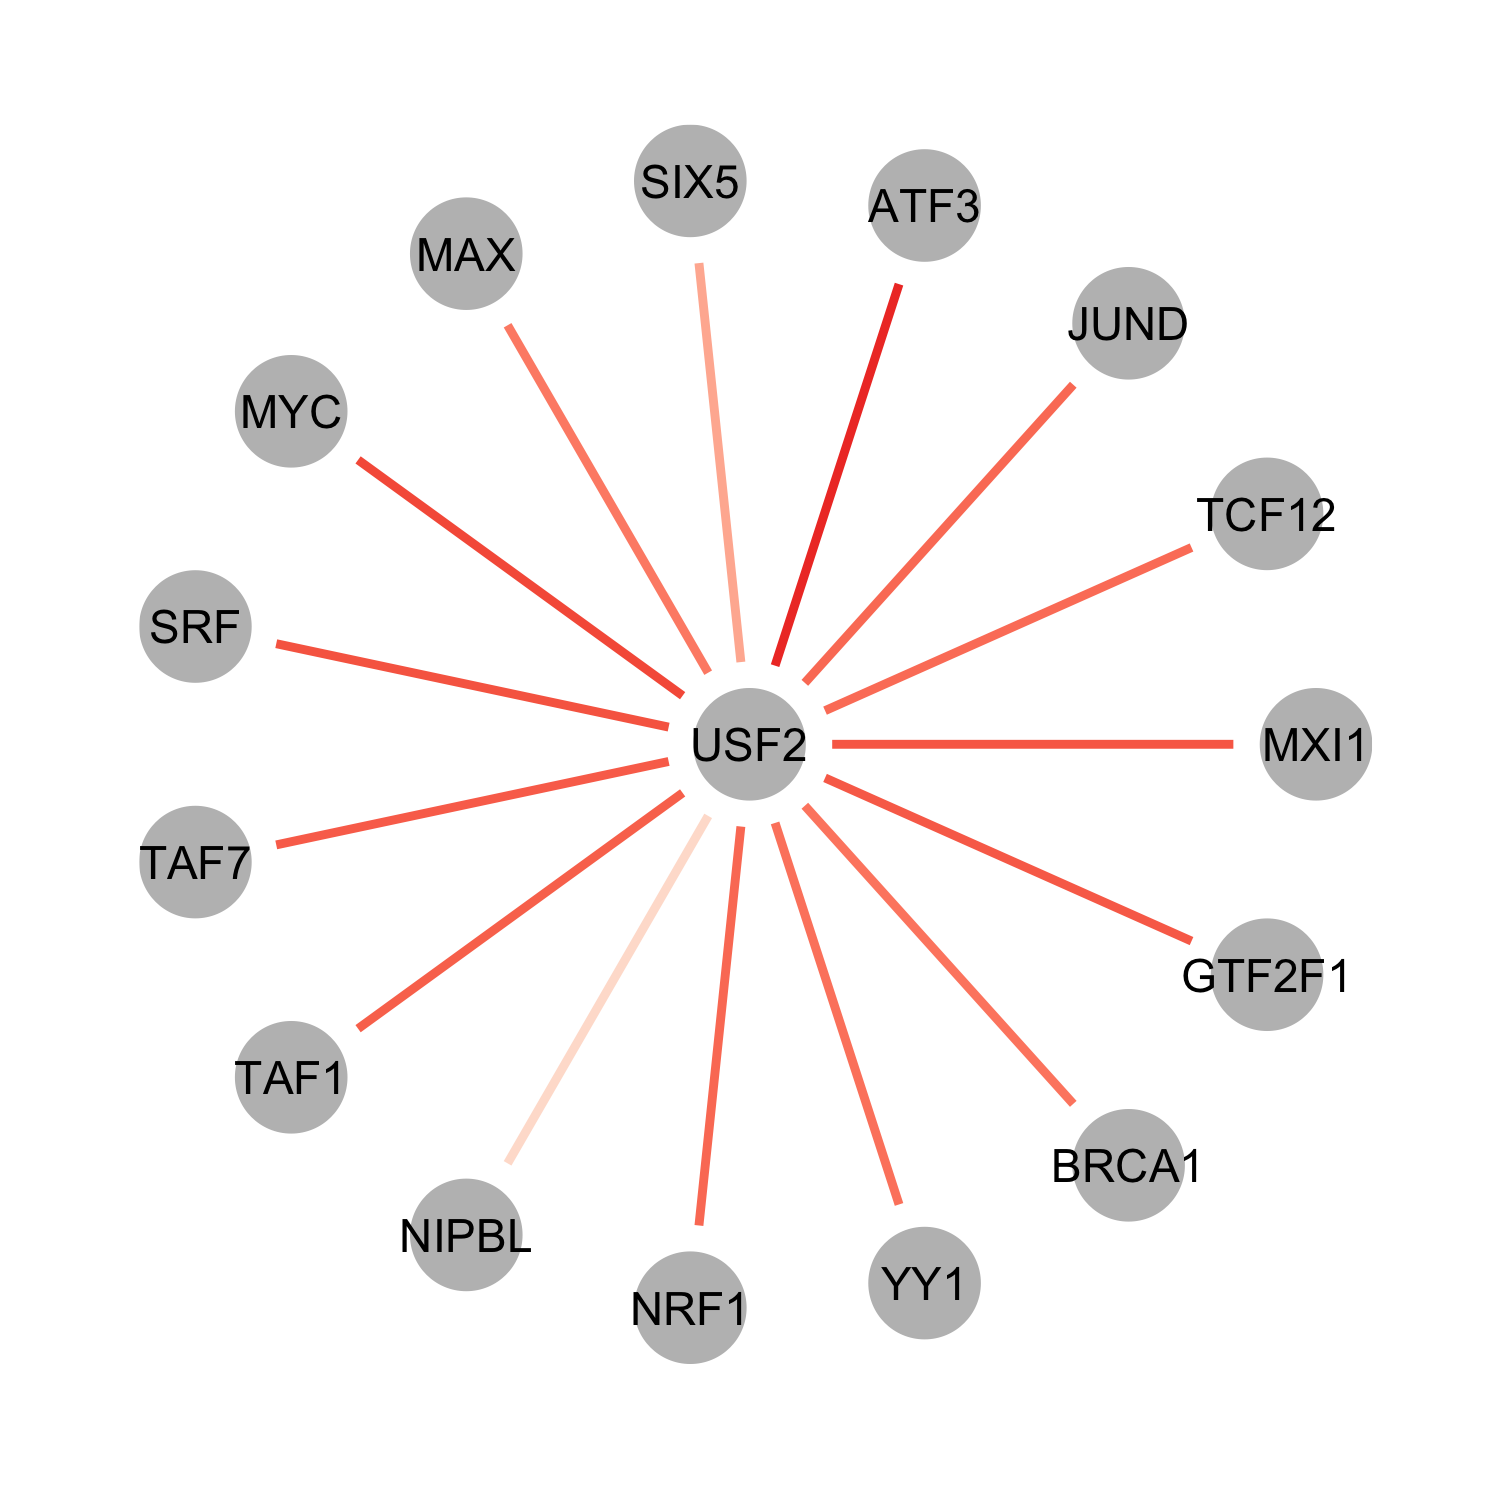 SIX5
ATF3
MAX
JUND
MYC
TCF12
SRF
USF2
MXI1
TAF7
GTF2F1
TAF1
BRCA1
NIPBL
YY1
NRF1